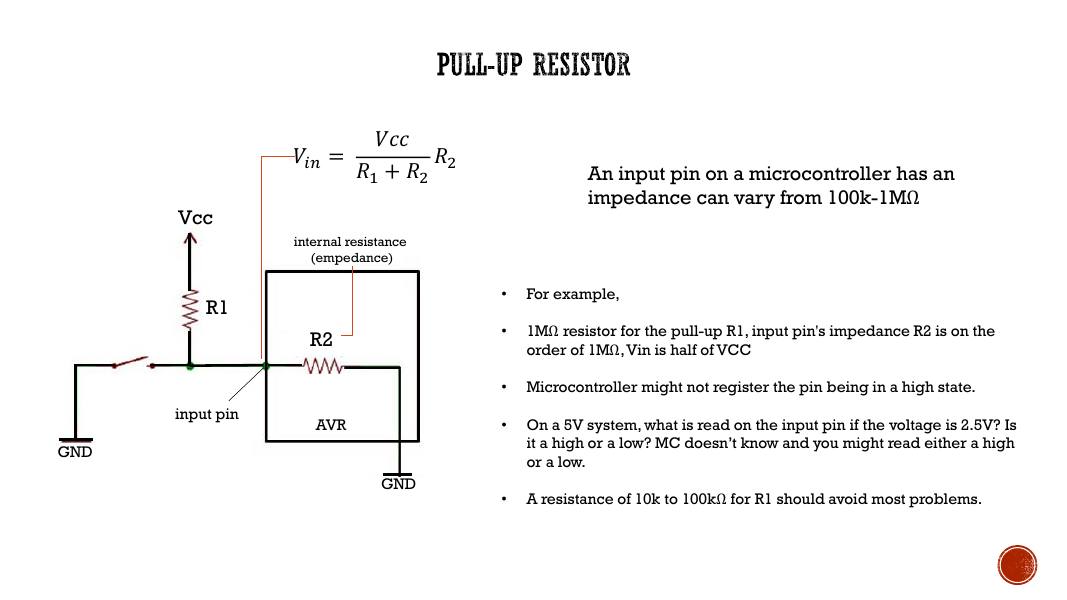 PULL-UP RESISTOR
V_in = Vcc / (R_1 + R_2) R_2
An input pin on a microcontroller has an
impedance can vary from 100k-1MΩ
Vcc
internal resistance
(empedance)
R1
R2
input pin
AVR
GND
GND
• For example,
• 1MΩ resistor for the pull-up R1, input pin's impedance R2 is on the
order of 1MΩ, Vin is half of VCC
• Microcontroller might not register the pin being in a high state.
• On a 5V system, what is read on the input pin if the voltage is 2.5V? Is
it a high or a low? MC doesn't know and you might read either a high
or a low.
• A resistance of 10k to 100kΩ for R1 should avoid most problems.